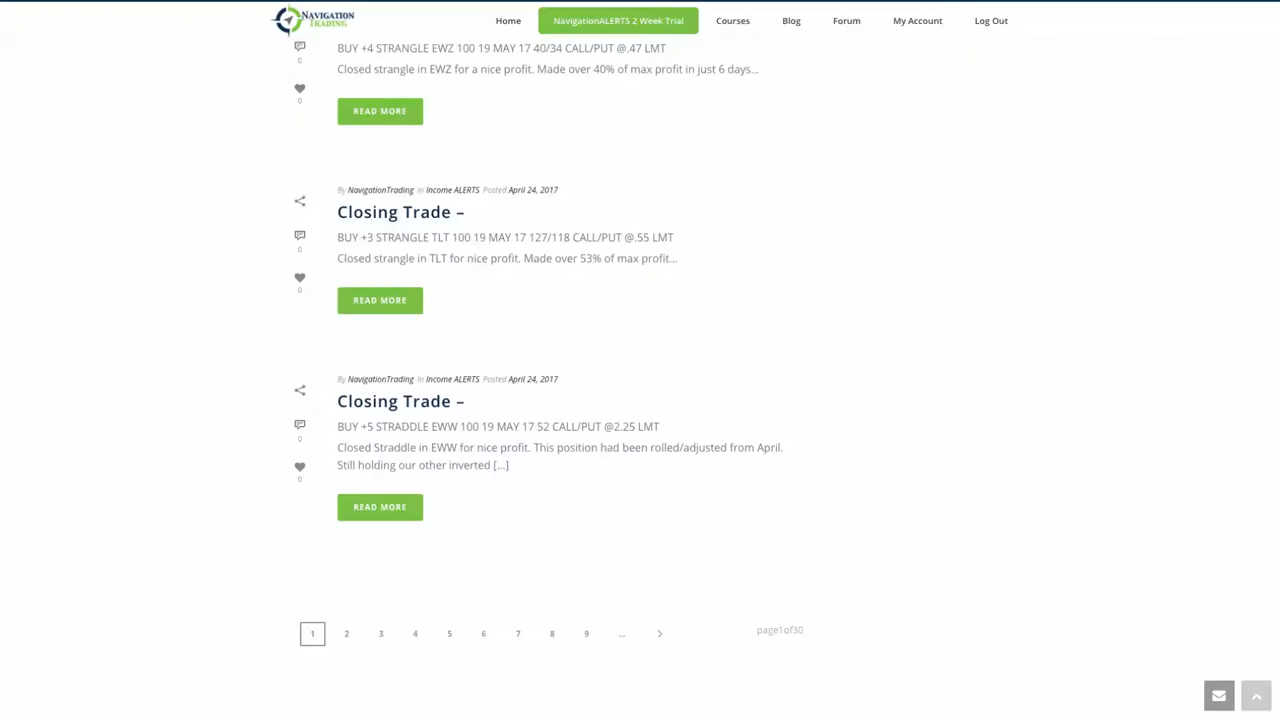 NAVIGATION
TRADING
Home
NavigationALERTS 2 Week Trial
Courses
Blog
Forum
My Account
Log Out
BUY +4 STRANGLE EWZ 100 19 MAY 17 40/34 CALL/PUT @.47 LMT
0
Closed strangle in EWZ for a nice profit. Made over 40% of max profit in just 6 days...
0
READ MORE
By NavigationTrading In Income ALERTS Posted April 24, 2017
Closing Trade –
BUY +3 STRANGLE TLT 100 19 MAY 17 127/118 CALL/PUT @.55 LMT
0
Closed strangle in TLT for nice profit. Made over 53% of max profit...
0
READ MORE
By NavigationTrading In Income ALERTS Posted April 24, 2017
Closing Trade –
BUY +5 STRADDLE EWW 100 19 MAY 17 52 CALL/PUT @2.25 LMT
0
Closed Straddle in EWW for nice profit. This position had been rolled/adjusted from April.
Still holding our other inverted [...]
0
READ MORE
1 2 3 4 5 6 7 8 9 ...
page1of30